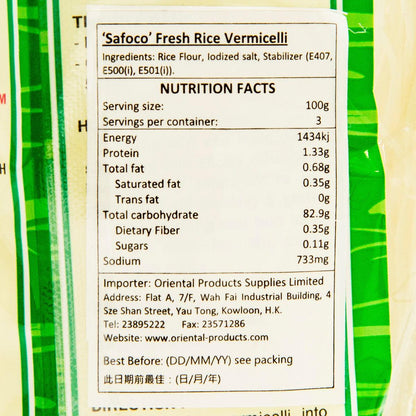 'Safoco' Fresh Rice Vermicelli
Ingredients: Rice Flour, Iodized salt, Stabilizer (E407,
E500(i), E501(i)).
NUTRITION FACTS
Serving size: 100g
Servings per container: 3
Energy 1434kj
Protein 1.33g
Total fat 0.68g
Saturated fat 0.35g
Trans fat 0g
Total carbohydrate 82.9g
Dietary Fiber 0.35g
Sugars 0.11g
Sodium 733mg
Importer: Oriental Products Supplies Limited
Address: Flat A, 7/F, Wah Fai Industrial Building, 4
Sze Shan Street, Yau Tong, Kowloon, H.K.
Tel: 23895222 Fax: 23571286
Website: www.oriental-products.com
Best Before: (DD/MM/YY) see packing
此日期前最佳：(日/月/年)
into